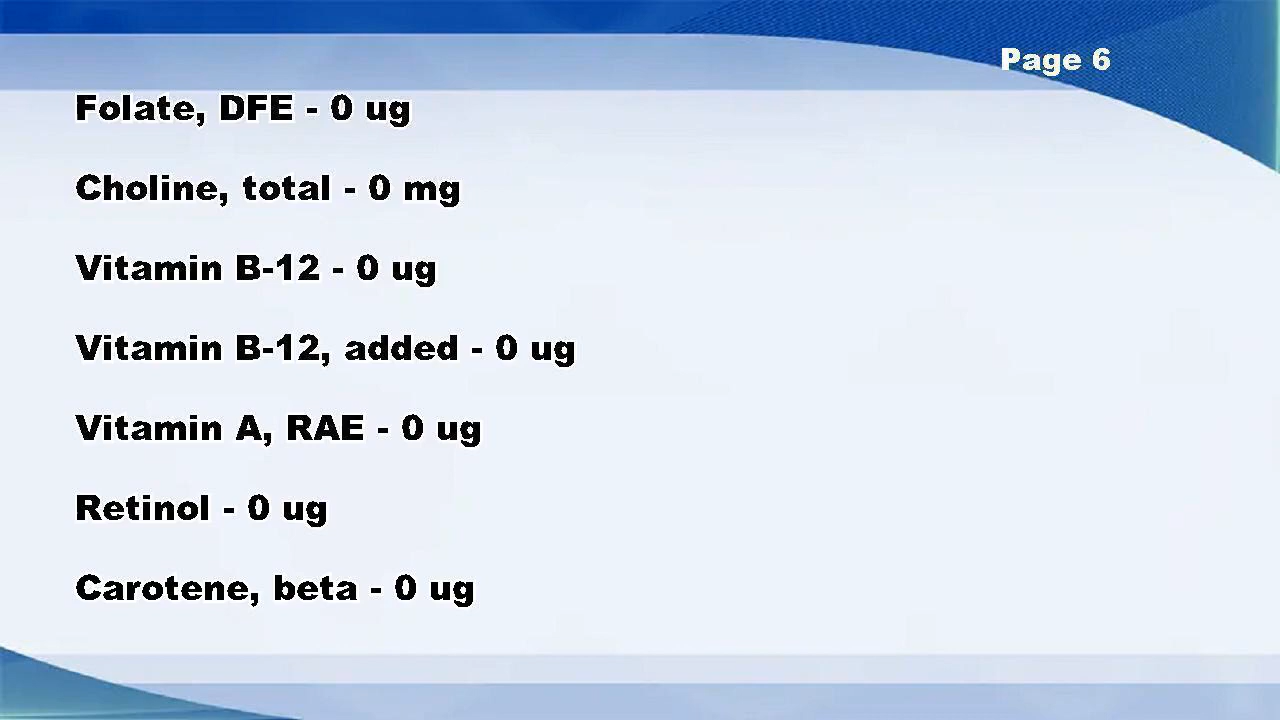 Page 6
Folate, DFE - 0 ug
Choline, total - 0 mg
Vitamin B-12 - 0 ug
Vitamin B-12, added - 0 ug
Vitamin A, RAE - 0 ug
Retinol - 0 ug
Carotene, beta - 0 ug